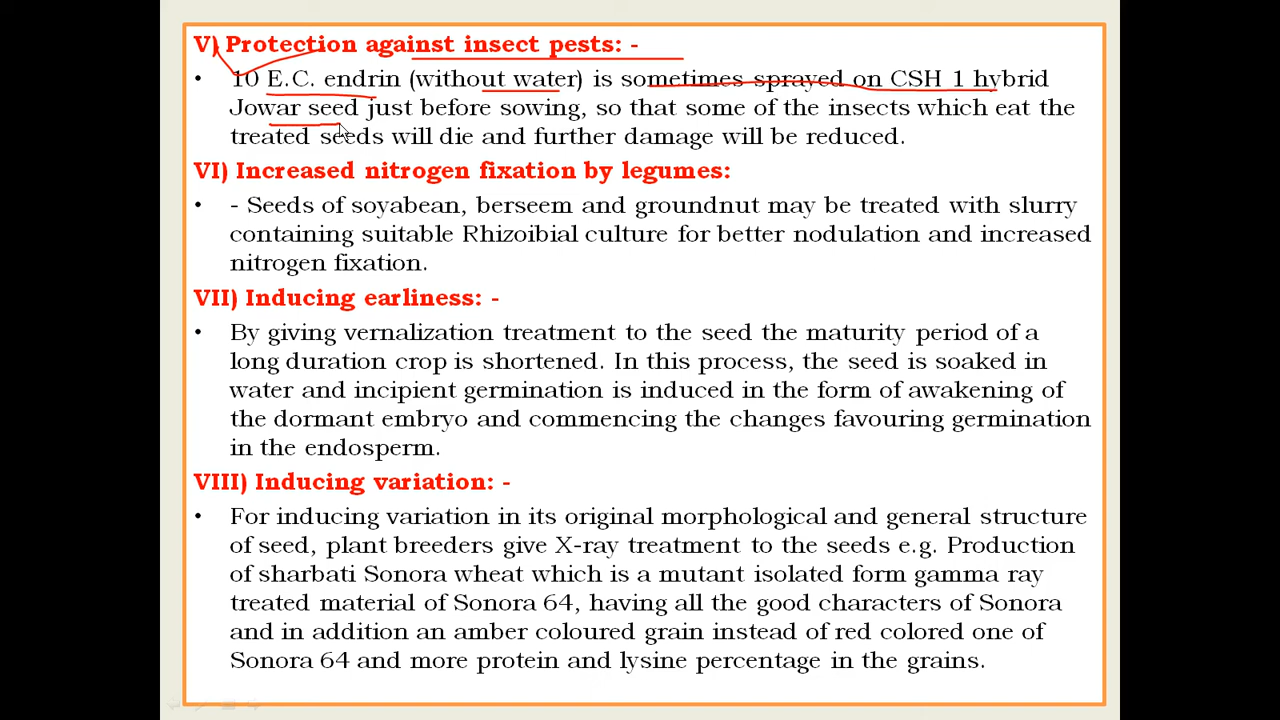 V) Protection against insect pests: -
• 10 E.C. endrin (without water) is sometimes sprayed on CSH 1 hybrid
Jowar seed just before sowing, so that some of the insects which eat the
treated seeds will die and further damage will be reduced.
VI) Increased nitrogen fixation by legumes:
• - Seeds of soyabean, berseem and groundnut may be treated with slurry
containing suitable Rhizoibial culture for better nodulation and increased
nitrogen fixation.
VII) Inducing earliness: -
• By giving vernalization treatment to the seed the maturity period of a
long duration crop is shortened. In this process, the seed is soaked in
water and incipient germination is induced in the form of awakening of
the dormant embryo and commencing the changes favouring germination
in the endosperm.
VIII) Inducing variation: -
• For inducing variation in its original morphological and general structure
of seed, plant breeders give X-ray treatment to the seeds e.g. Production
of sharbati Sonora wheat which is a mutant isolated form gamma ray
treated material of Sonora 64, having all the good characters of Sonora
and in addition an amber coloured grain instead of red colored one of
Sonora 64 and more protein and lysine percentage in the grains.